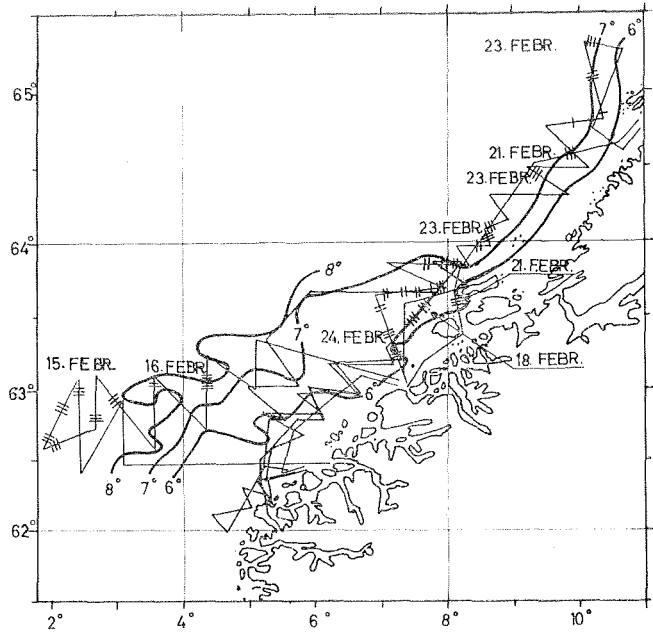 7° 6°
23. FEBR.
65°
21. FEBR.
23. FEBR.
23. FEBR.
64°
8°
21. FEBR.
7°
24. FEBR.
15. FEBR.
16. FEBR.
18. FEBR.
63°
6°
8° 7° 6°
62°
2° 4° 6° 8° 10°